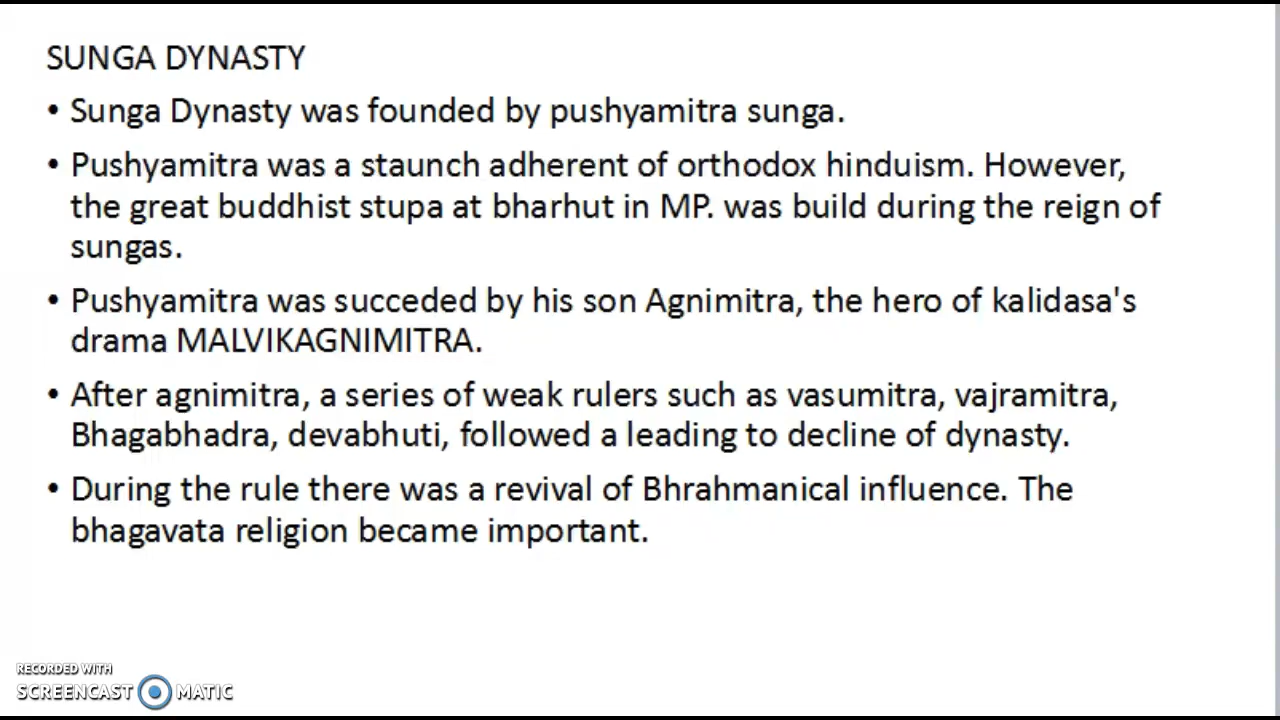 SUNGA DYNASTY
• Sunga Dynasty was founded by pushyamitra sunga.
• Pushyamitra was a staunch adherent of orthodox hinduism. However,
the great buddhist stupa at bharhut in MP. was build during the reign of
sungas.
• Pushyamitra was succeded by his son Agnimitra, the hero of kalidasa's
drama MALVIKAGNIMITRA.
• After agnimitra, a series of weak rulers such as vasumitra, vajramitra,
Bhagabhadra, devabhuti, followed a leading to decline of dynasty.
• During the rule there was a revival of Bhrahmanical influence. The
bhagavata religion became important.
RECORDED WITH
SCREENCAST MATIC